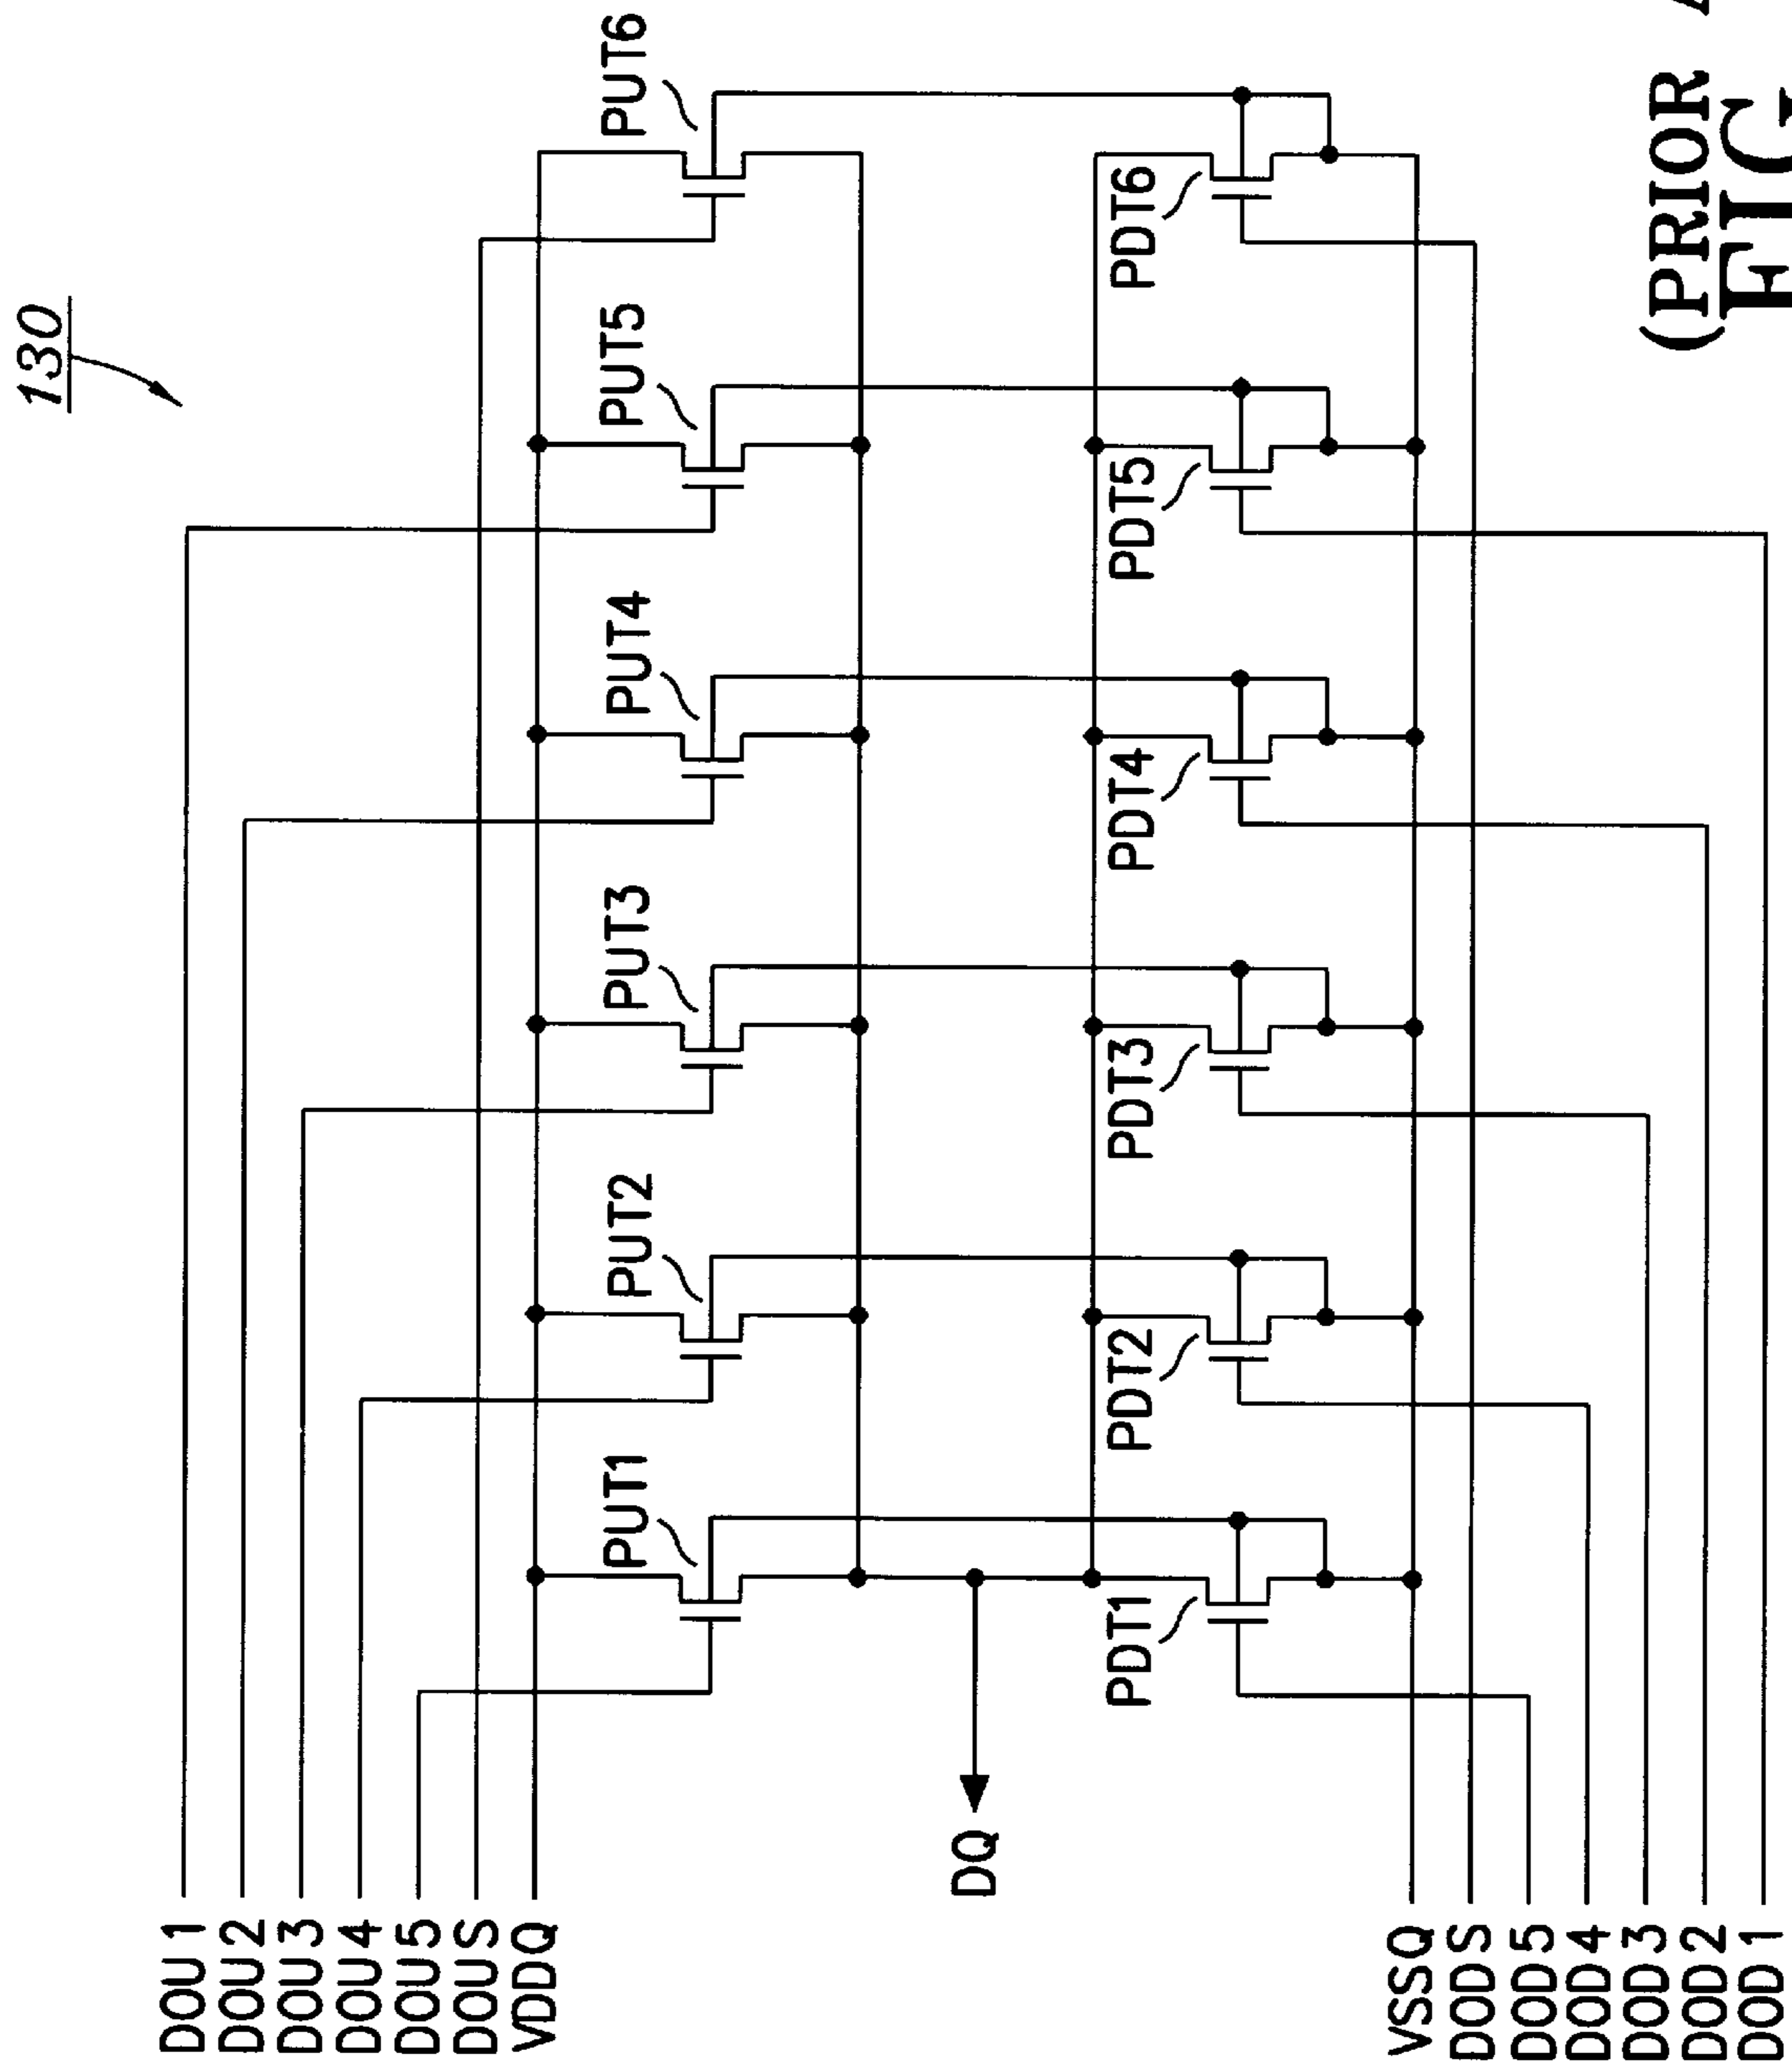 130
DOU1
DOU2
DOU3
DOU4
DOU5
DOUS
VDDQ
PUT1
PUT2
PUT3
PUT4
PUT5
PUT6
DQ
PDT1
PDT2
PDT3
PDT4
PDT5
PDT6
VSSQ
DODS
DOD5
DOD4
DOD3
DOD2
DOD1
(PRIOR